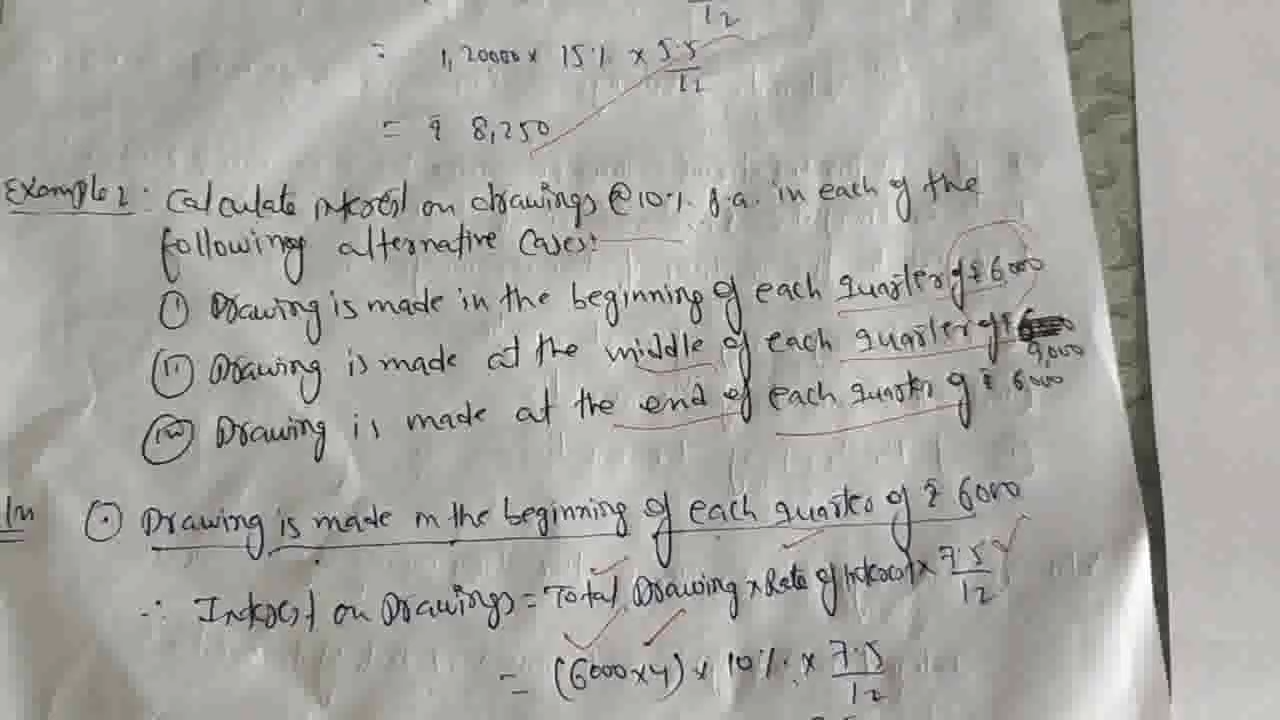 12
= 1,20000 × 15% × 5.5
12
= ₹ 8,250
Example 2: Calculate interest on drawings @ 10% p.a. in each of the
following alternative Cases:
(i) Drawing is made in the beginning of each quarter of ₹ 6000
(ii) Drawing is made at the middle of each quarter of ₹
9,000
Drawing is made at the end of each quarter of ₹ 6000
Drawing is made in the beginning of each quarter of ₹ 6000
∴ Interest on Drawings = Total Drawing × Rate of Interest × 7.5
12
= (6000×4) × 10% × 7.5
12